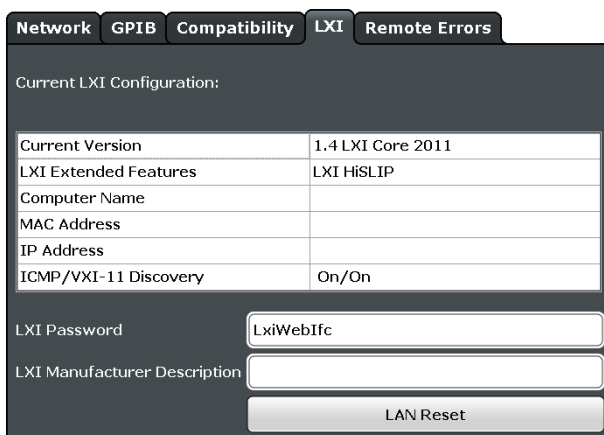 Network GPIB Compatibility LXI Remote Errors
Current LXI Configuration:
Current Version 1.4 LXI Core 2011
LXI Extended Features LXI HiSLIP
Computer Name
MAC Address
IP Address
ICMP/VXI-11 Discovery On/On
LXI Password LxiWebIfc
LXI Manufacturer Description
LAN Reset